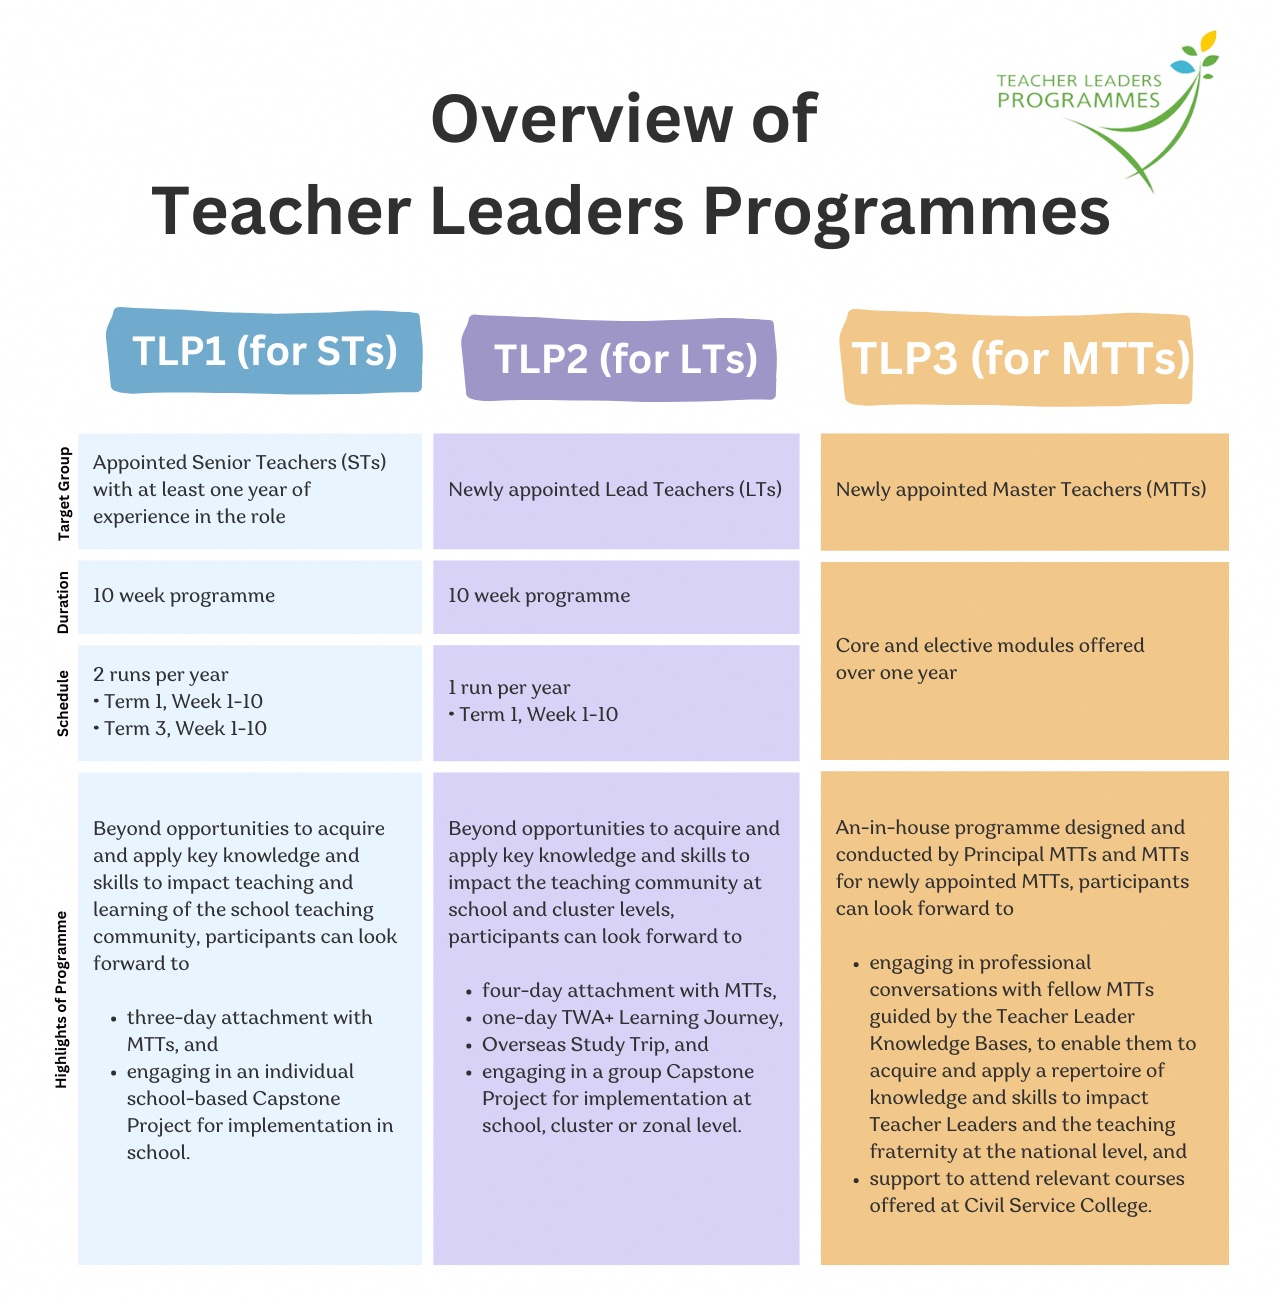 TEACHER LEADERS
PROGRAMMES
Overview of
Teacher Leaders Programmes
TLP1 (for STs)
TLP2 (for LTs)
TLP3 (for MTTs)
Target Group
Appointed Senior Teachers (STs)
with at least one year of
experience in the role
Newly appointed Lead Teachers (LTs)
Newly appointed Master Teachers (MTTs)
Duration
10 week programme
10 week programme
Core and elective modules offered
over one year
Schedule
2 runs per year
• Term 1, Week 1-10
• Term 3, Week 1-10
1 run per year
• Term 1, Week 1-10
Highlights of Programme
Beyond opportunities to acquire
and apply key knowledge and
skills to impact teaching and
learning of the school teaching
community, participants can look
forward to
• three-day attachment with
MTTs, and
• engaging in an individual
school-based Capstone
Project for implementation in
school.
Beyond opportunities to acquire and
apply key knowledge and skills to
impact the teaching community at
school and cluster levels,
participants can look forward to
• four-day attachment with MTTs,
• one-day TWA+ Learning Journey,
• Overseas Study Trip, and
• engaging in a group Capstone
Project for implementation at
school, cluster or zonal level.
An-in-house programme designed and
conducted by Principal MTTs and MTTs
for newly appointed MTTs, participants
can look forward to
• engaging in professional
conversations with fellow MTTs
guided by the Teacher Leader
Knowledge Bases, to enable them to
acquire and apply a repertoire of
knowledge and skills to impact
Teacher Leaders and the teaching
fraternity at the national level, and
• support to attend relevant courses
offered at Civil Service College.